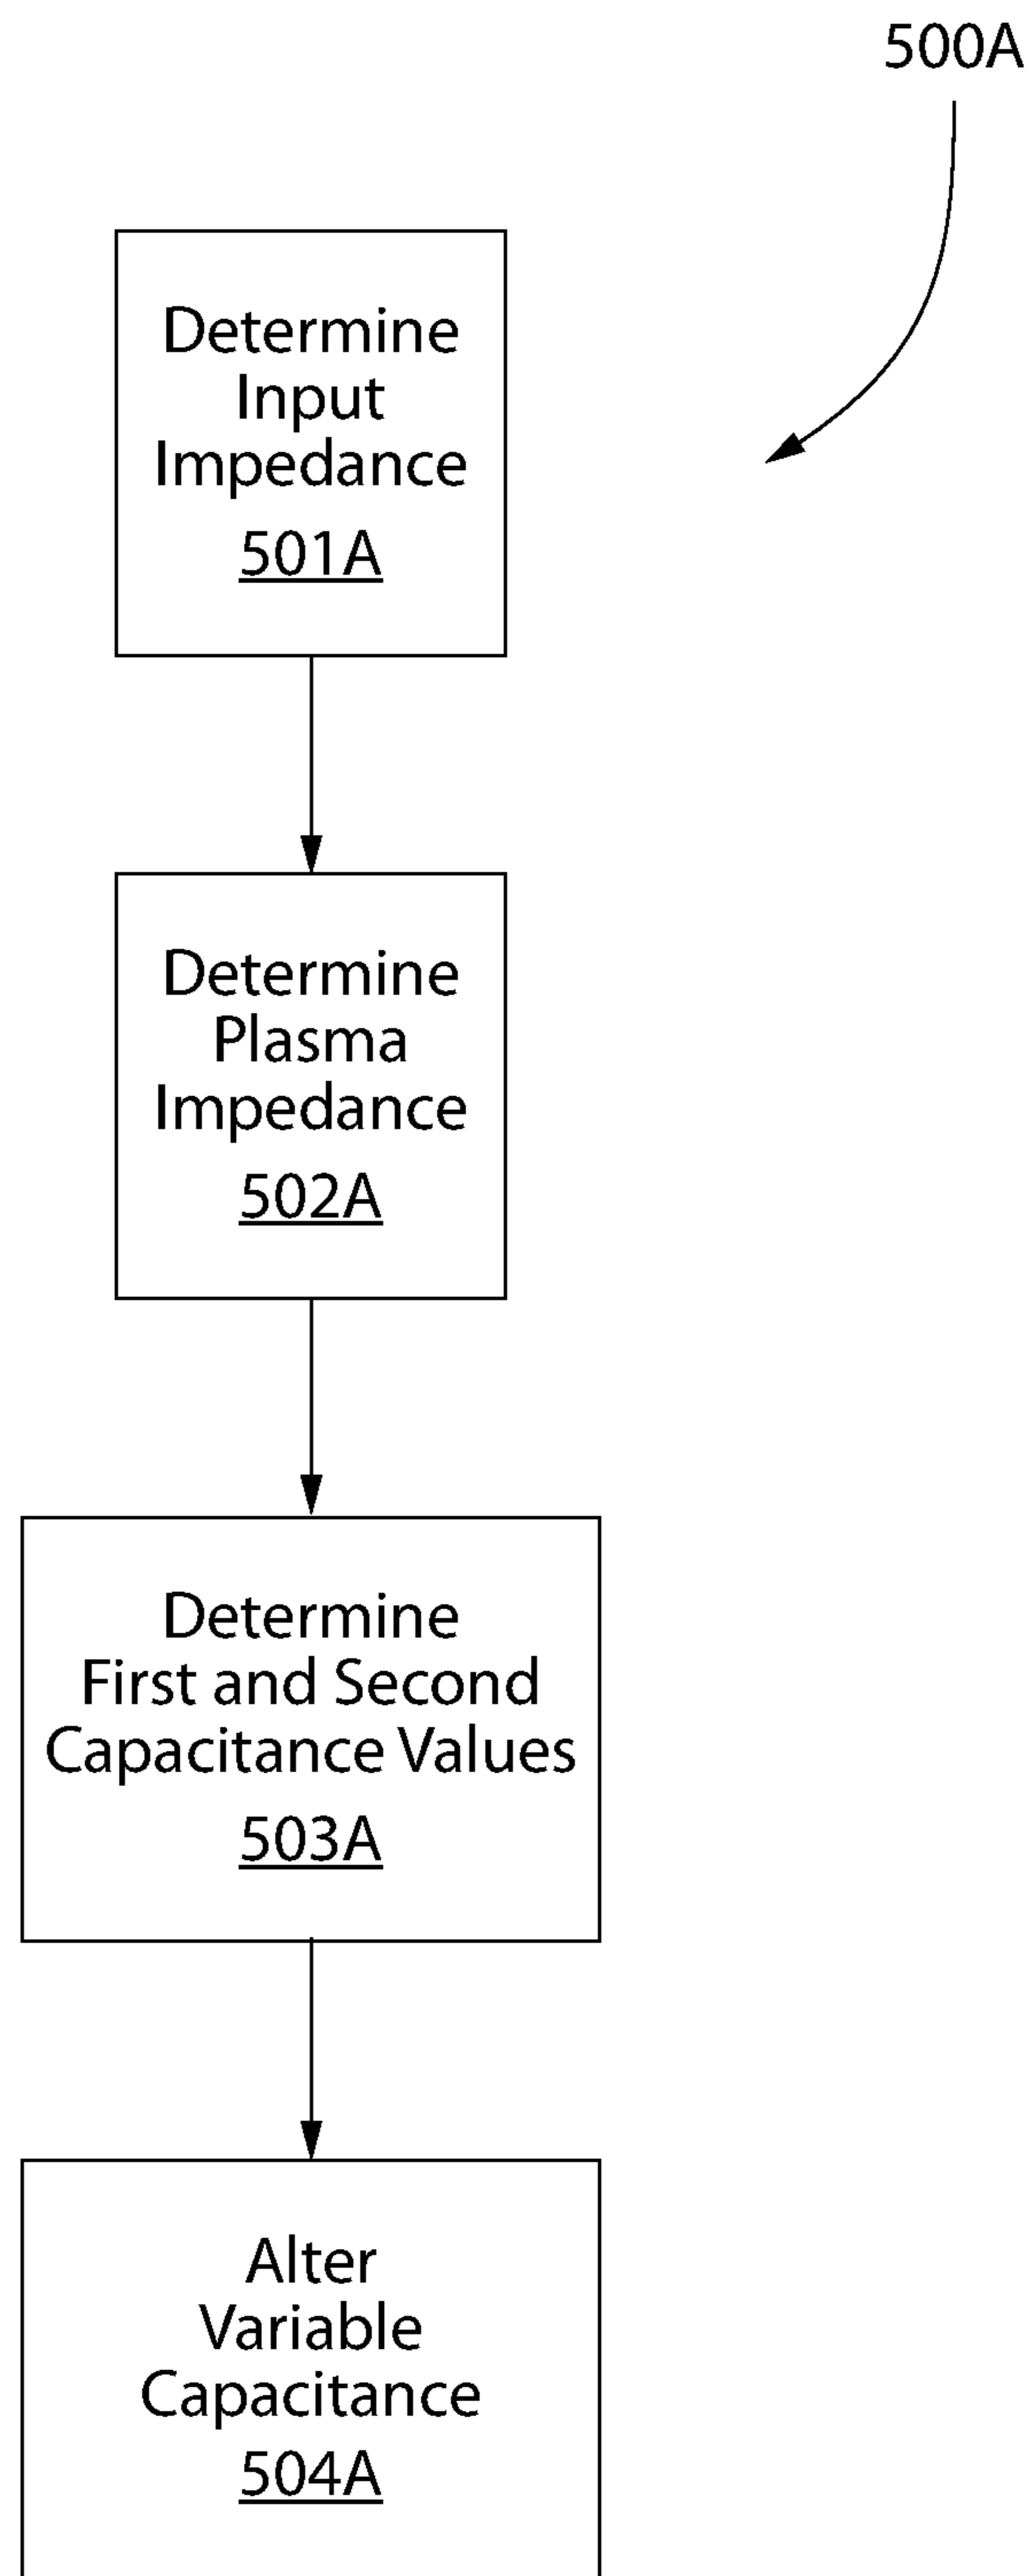 500A
Determine
Input
Impedance
501A
Determine
Plasma
Impedance
502A
Determine
First and Second
Capacitance Values
503A
Alter
Variable
Capacitance
504A